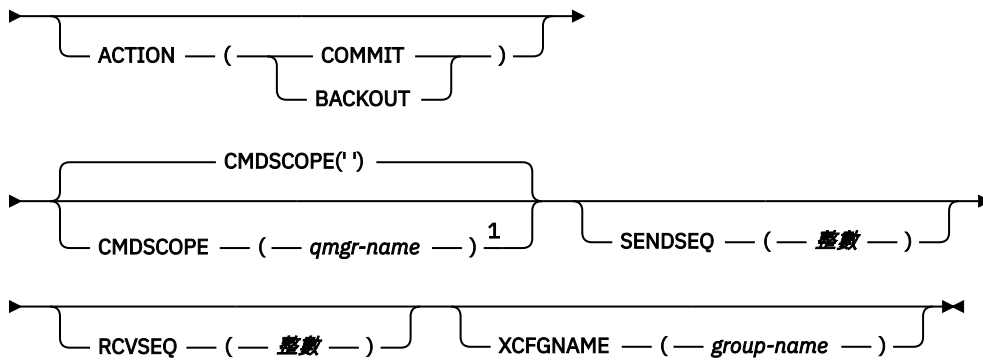 ACTION ( COMMIT )
BACKOUT
CMDSCOPE(' ')
CMDSCOPE ( qmgr-name ) 1
SENDSEQ ( 整數 )
RCVSEQ ( 整數 )
XCFGNAME ( group-name )